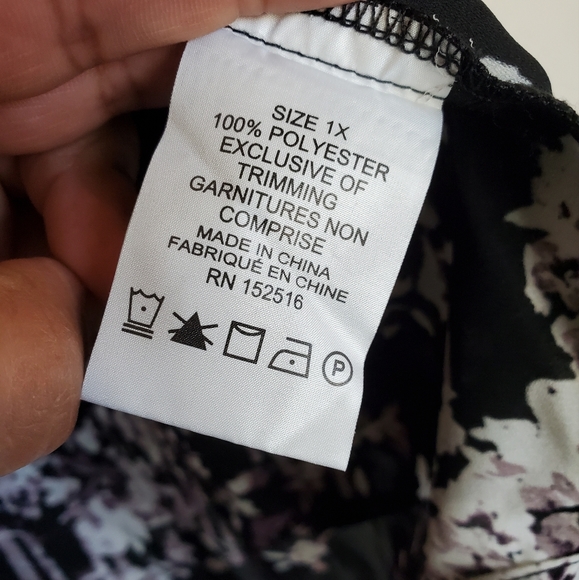 SIZE 1X
100% POLYESTER
EXCLUSIVE OF
TRIMMING
GARNITURES NON
COMPRISE
MADE IN CHINA
FABRIQUÉ EN CHINE
RN 152516
P